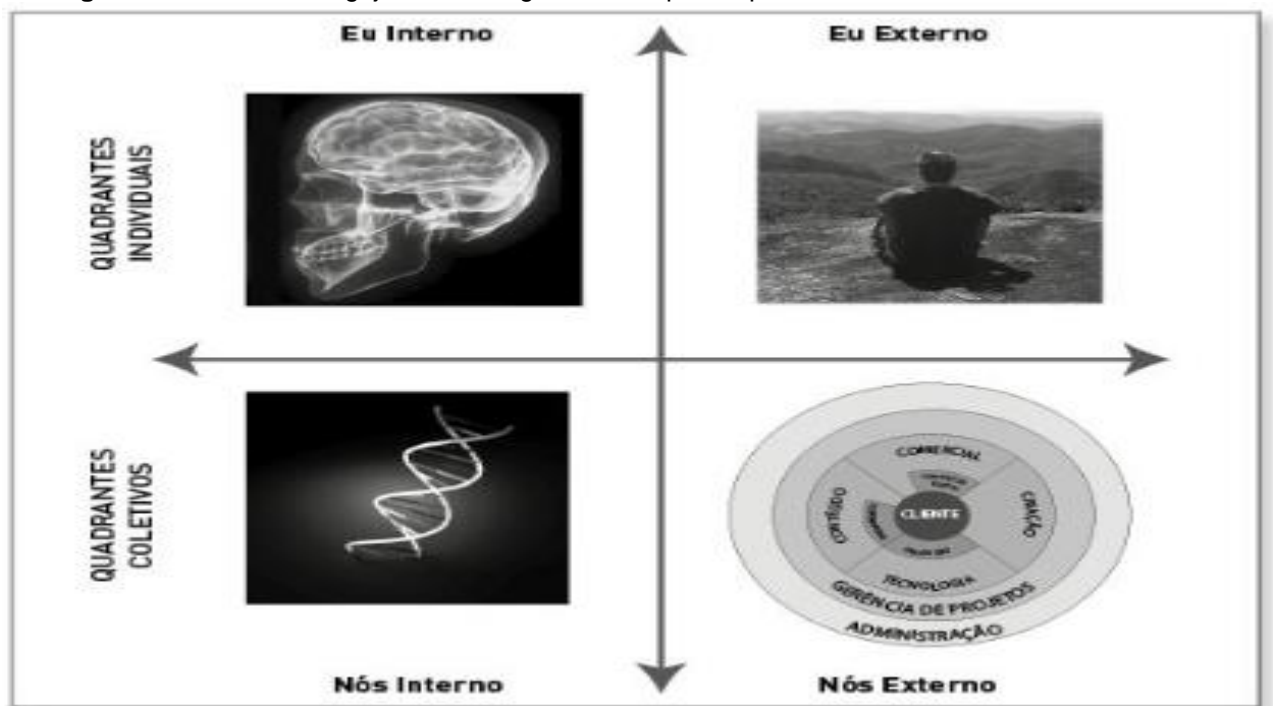 Eu Interno
Eu Externo
QUADRANTES
INDIVIDUAIS
QUADRANTES
COLETIVOS
COMERCIAL
CRIAÇÃO
CONTEÚDO
CLIENTE
TECNOLOGIA
GERÊNCIA DE PROJETOS
ADMINISTRAÇÃO
Nós Interno
Nós Externo